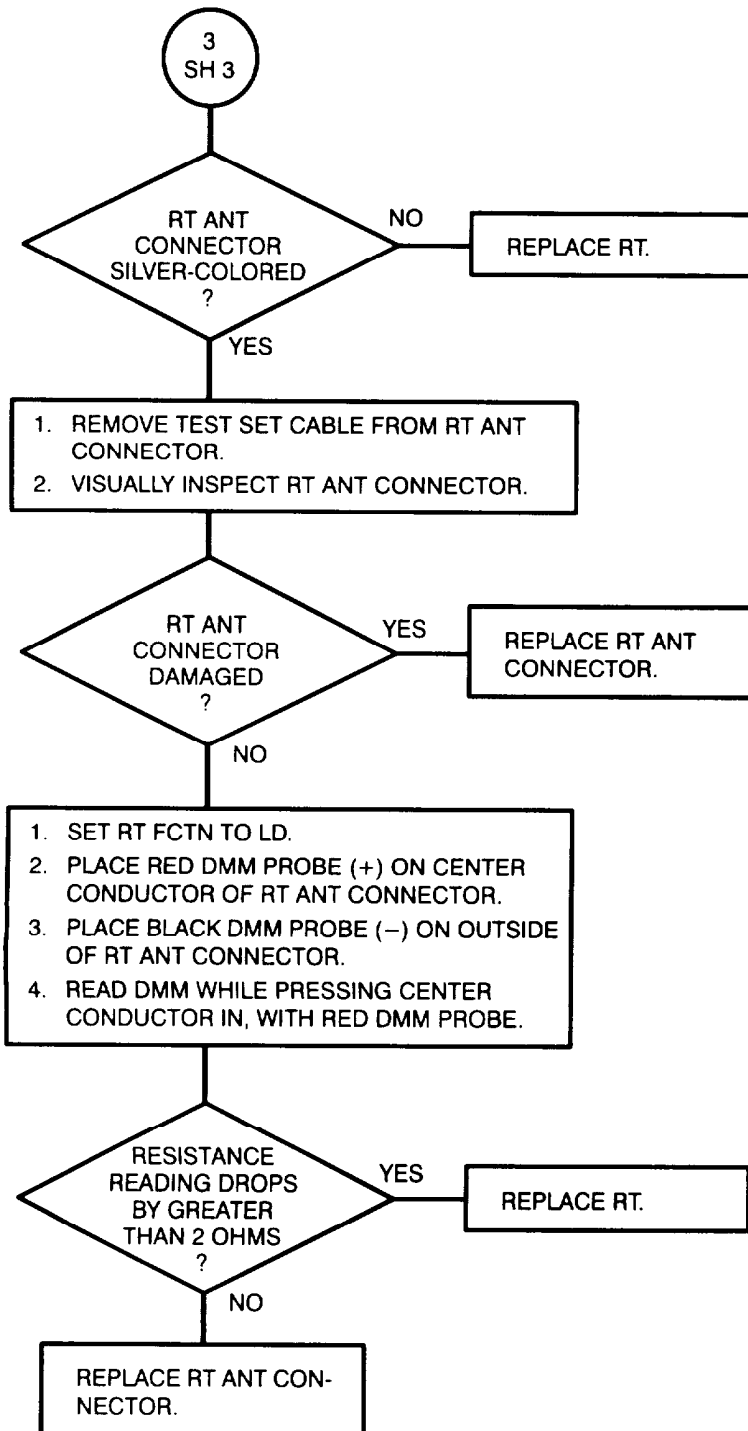 3
SH 3
RT ANT
CONNECTOR
SILVER-COLORED
?
NO
REPLACE RT.
YES
1. REMOVE TEST SET CABLE FROM RT ANT
CONNECTOR.
2. VISUALLY INSPECT RT ANT CONNECTOR.
RT ANT
CONNECTOR
DAMAGED
?
YES
REPLACE RT ANT
CONNECTOR.
NO
1. SET RT FCTN TO LD.
2. PLACE RED DMM PROBE (+) ON CENTER
CONDUCTOR OF RT ANT CONNECTOR.
3. PLACE BLACK DMM PROBE (−) ON OUTSIDE
OF RT ANT CONNECTOR.
4. READ DMM WHILE PRESSING CENTER
CONDUCTOR IN, WITH RED DMM PROBE.
RESISTANCE
READING DROPS
BY GREATER
THAN 2 OHMS
?
YES
REPLACE RT.
NO
REPLACE RT ANT CON-
NECTOR.